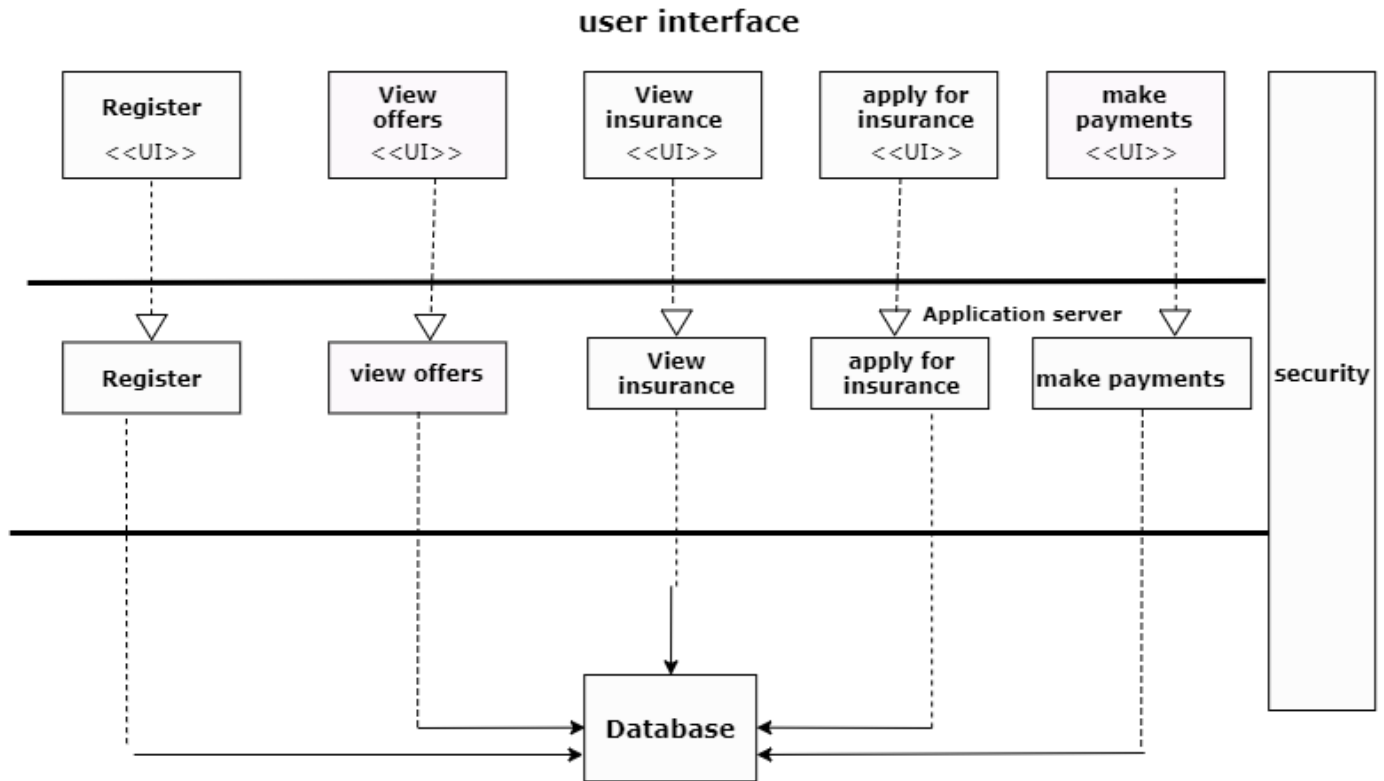 user interface
Register
<<UI>>
View
offers
<<UI>>
View
insurance
<<UI>>
apply for
insurance
<<UI>>
make
payments
<<UI>>
Application server
Register
view offers
View
insurance
apply for
insurance
make payments
security
Database